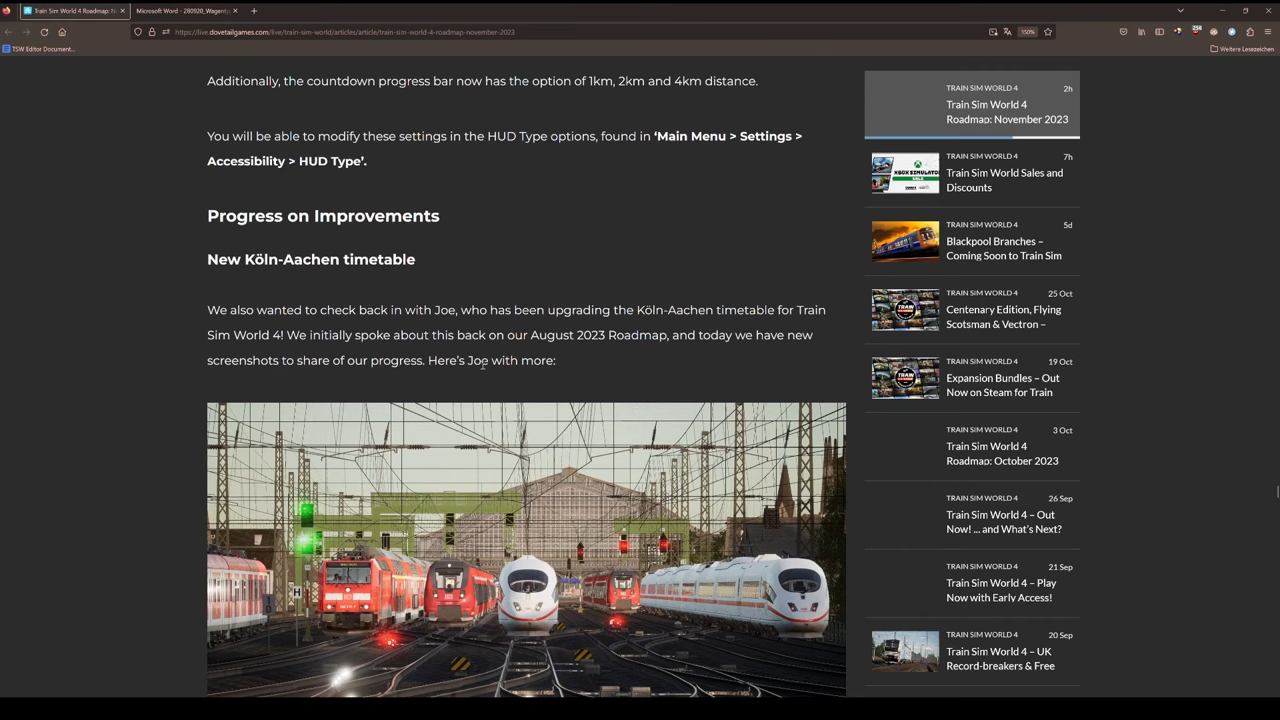 Train Sim World 4 Roadmap: No
Microsoft Word - 280920_Wagenpl
https://live.dovetailgames.com/live/train-sim-world/articles/article/train-sim-world-4-roadmap-november-2023
150%
258
TSW Editor Document...
Weitere Lesezeichen
Additionally, the countdown progress bar now has the option of 1km, 2km and 4km distance.
You will be able to modify these settings in the HUD Type options, found in ‘Main Menu > Settings >
Accessibility > HUD Type’.
Progress on Improvements
New Köln-Aachen timetable
We also wanted to check back in with Joe, who has been upgrading the Köln-Aachen timetable for Train
Sim World 4! We initially spoke about this back on our August 2023 Roadmap, and today we have new
screenshots to share of our progress. Here’s Joe with more:
H
TRAIN SIM WORLD 4 2h
Train Sim World 4
Roadmap: November 2023
XBOX SIMULATOR
SALE
TRAIN SIM WORLD 4 7h
Train Sim World Sales and
Discounts
TRAIN SIM WORLD 4 5d
Blackpool Branches –
Coming Soon to Train Sim
TRAIN
TRAIN SIM WORLD 4 25 Oct
Centenary Edition, Flying
Scotsman & Vectron –
TRAIN
TRAIN SIM WORLD 4 19 Oct
Expansion Bundles – Out
Now on Steam for Train
TRAIN SIM WORLD 4 3 Oct
Train Sim World 4
Roadmap: October 2023
TRAIN SIM WORLD 4 26 Sep
Train Sim World 4 – Out
Now! ... and What’s Next?
TRAIN SIM WORLD 4 21 Sep
Train Sim World 4 – Play
Now with Early Access!
TRAIN SIM WORLD 4 20 Sep
Train Sim World 4 – UK
Record-breakers & Free